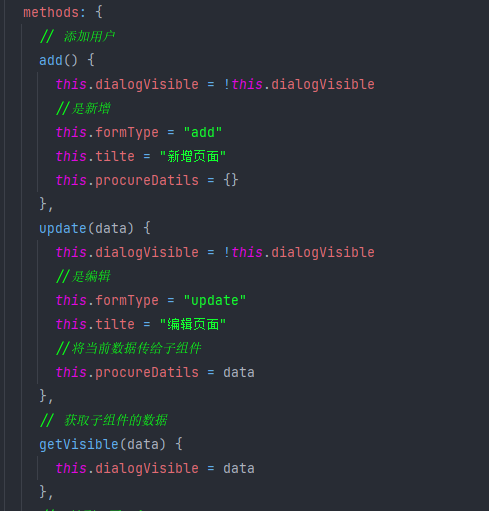 methods: {
// 添加用户
add() {
this.dialogVisible = !this.dialogVisible
//是新增
this.formType = "add"
this.tilte = "新增页面"
this.procureDatils = {}
},
update(data) {
this.dialogVisible = !this.dialogVisible
//是编辑
this.formType = "update"
this.tilte = "编辑页面"
//将当前数据传给子组件
this.procureDatils = data
},
// 获取子组件的数据
getVisible(data) {
this.dialogVisible = data
},